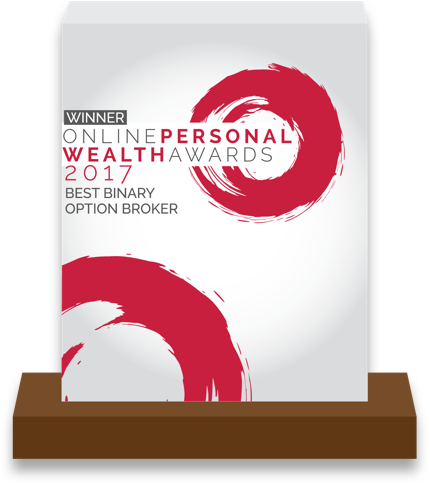 WINNER
ONLINEPERSONAL
WEALTHAWARDS
2017
BEST BINARY
OPTION BROKER